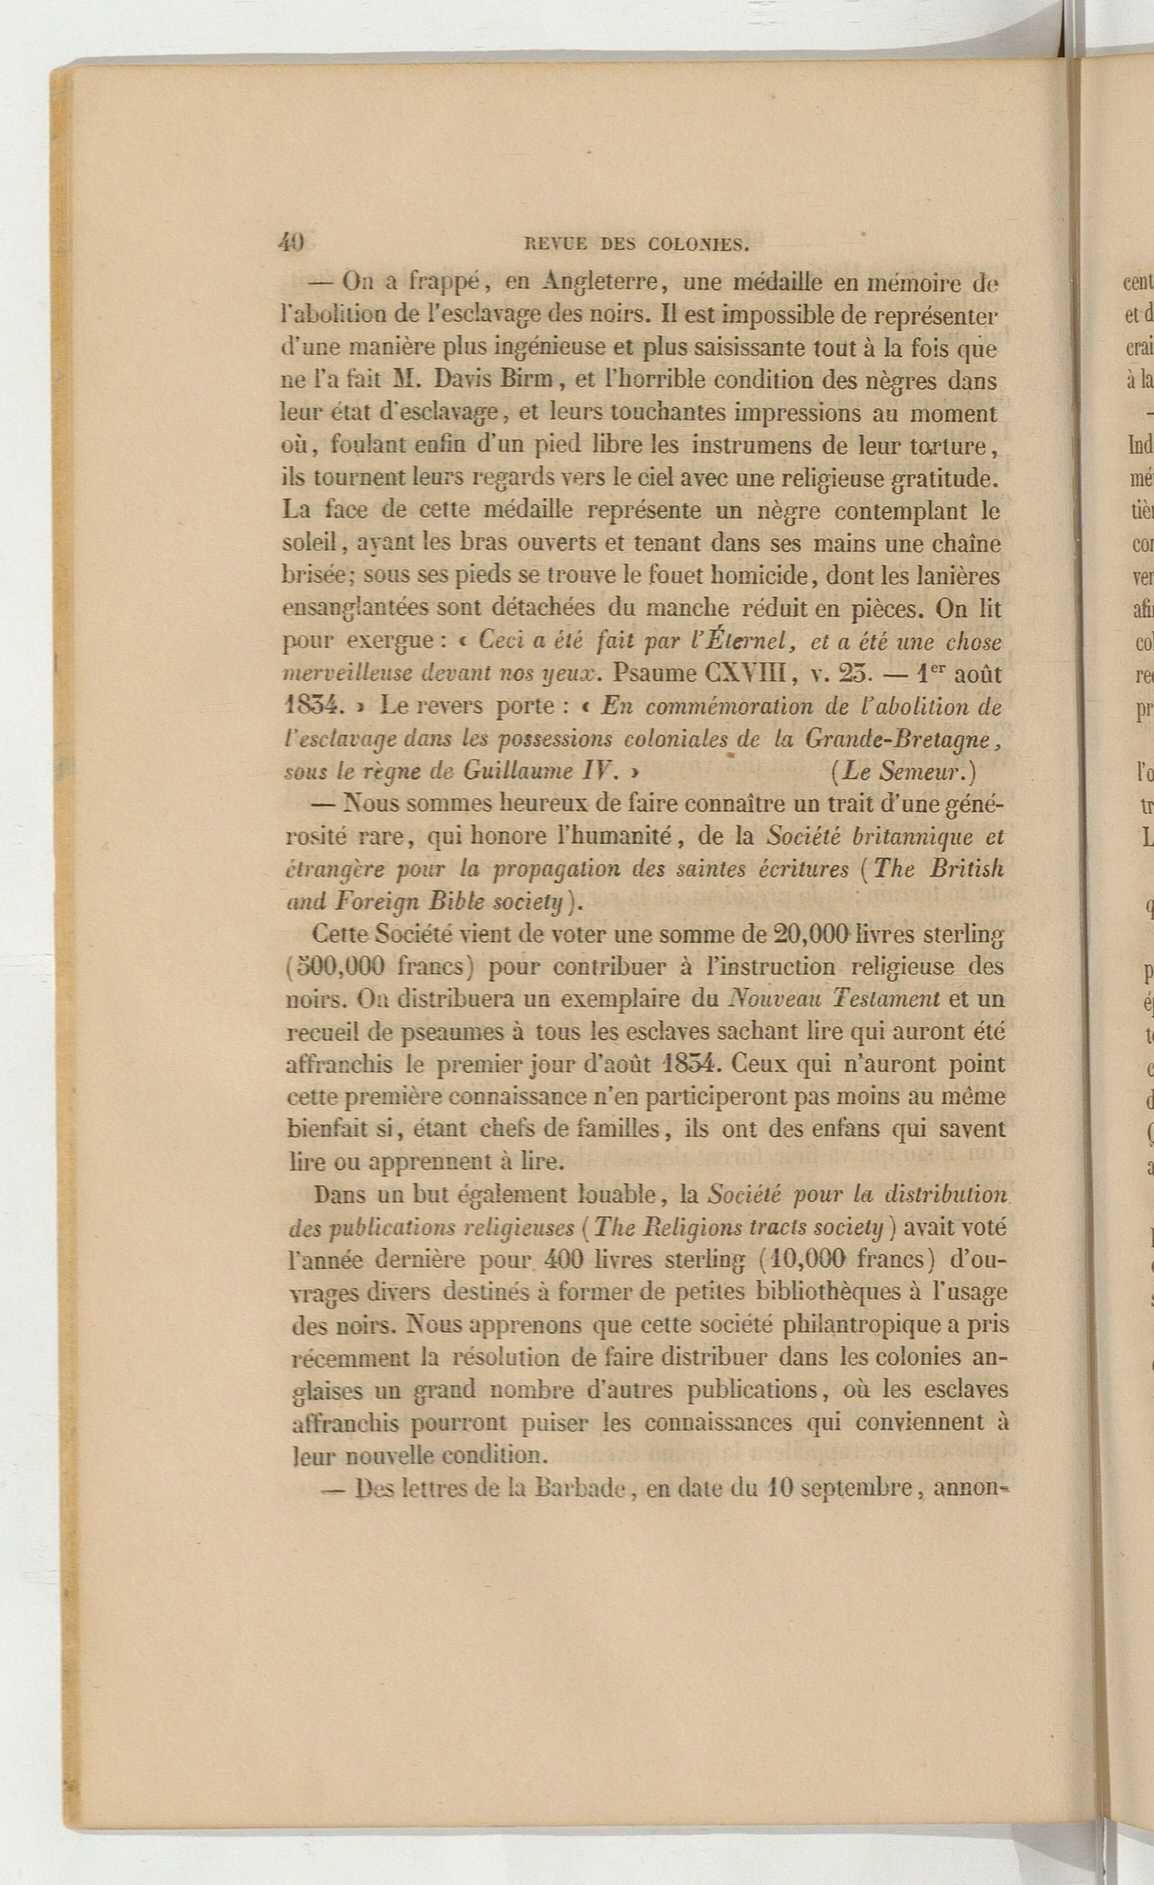 40 REVUE DES COLONIES.
— On a frappé, en Angleterre, une médaille en mémoire de
l'abolition de l'esclavage des noirs. Il est impossible de représenter
d'une manière plus ingénieuse et plus saisissante tout à la fois que
ne l'a fait M. Davis Birm, et l'horrible condition des nègres dans
leur état d'esclavage, et leurs touchantes impressions au moment
où, foulant enfin d'un pied libre les instrumens de leur torture,
ils tournent leurs regards vers le ciel avec une religieuse gratitude.
La face de cette médaille représente un nègre contemplant le
soleil, ayant les bras ouverts et tenant dans ses mains une chaîne
brisée; sous ses pieds se trouve le fouet homicide, dont les lanières
ensanglantées sont détachées du manche réduit en pièces. On lit
pour exergue : « Ceci a été fait par l'Éternel, et a été une chose
merveilleuse devant nos yeux. Psaume CXVIII, v. 23. — 1er août
1834. » Le revers porte : « En commémoration de l'abolition de
l'esclavage dans les possessions coloniales de la Grande-Bretagne,
sous le règne de Guillaume IV. » (Le Semeur.)
— Nous sommes heureux de faire connaître un trait d'une géné-
rosité rare, qui honore l'humanité, de la Société britannique et
étrangère pour la propagation des saintes écritures (The British
and Foreign Bible society).
Cette Société vient de voter une somme de 20,000 livres sterling
(500,000 francs) pour contribuer à l'instruction religieuse des
noirs. On distribuera un exemplaire du Nouveau Testament et un
recueil de pseaumes à tous les esclaves sachant lire qui auront été
affranchis le premier jour d'août 1834. Ceux qui n'auront point
cette première connaissance n'en participeront pas moins au même
bienfait si, étant chefs de familles, ils ont des enfans qui savent
lire ou apprennent à lire.
Dans un but également louable, la Société pour la distribution
des publications religieuses (The Religions tracts society) avait voté
l'année dernière pour 400 livres sterling (10,000 francs) d'ou-
vrages divers destinés à former de petites bibliothèques à l'usage
des noirs. Nous apprenons que cette société philantropique a pris
récemment la résolution de faire distribuer dans les colonies an-
glaises un grand nombre d'autres publications, où les esclaves
affranchis pourront puiser les connaissances qui conviennent à
leur nouvelle condition.
— Des lettres de la Barbade, en date du 10 septembre, annon-